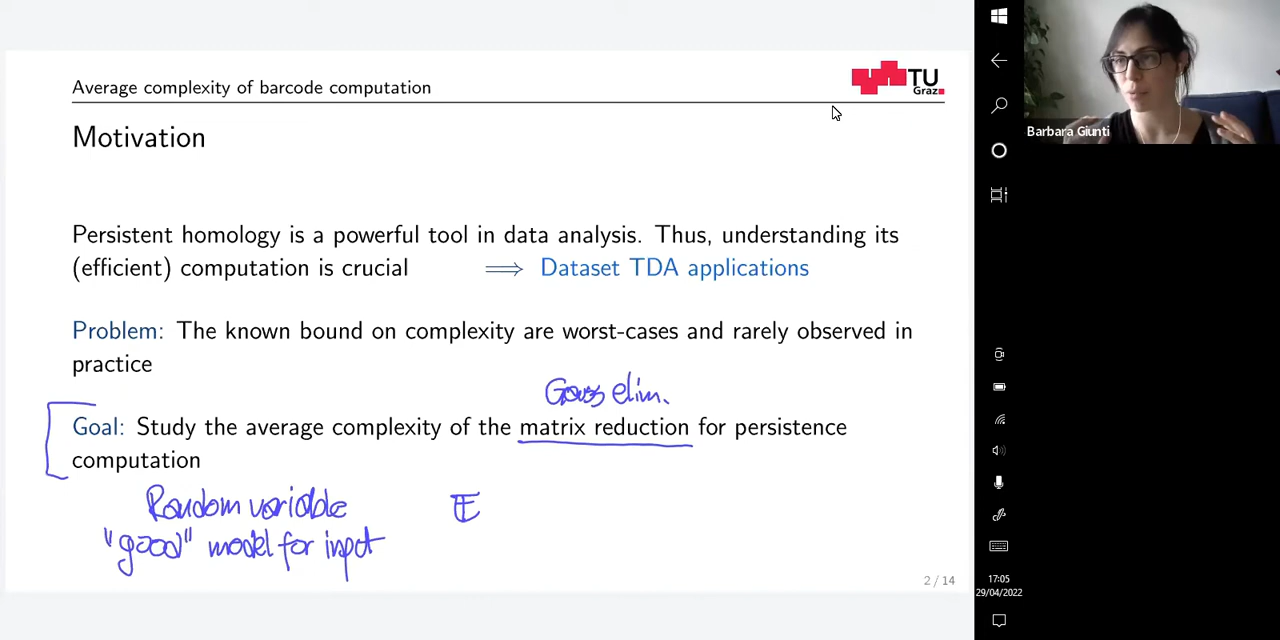 Average complexity of barcode computation
TU
Graz
Motivation
Persistent homology is a powerful tool in data analysis. Thus, understanding its
(efficient) computation is crucial ⟹ Dataset TDA applications
Problem: The known bound on complexity are worst-cases and rarely observed in
practice
Gauss elim.
Goal: Study the average complexity of the matrix reduction for persistence
computation
Random variable 𝔼
"good" model for input
2 / 14
Barbara Giunti
17:05
29/04/2022